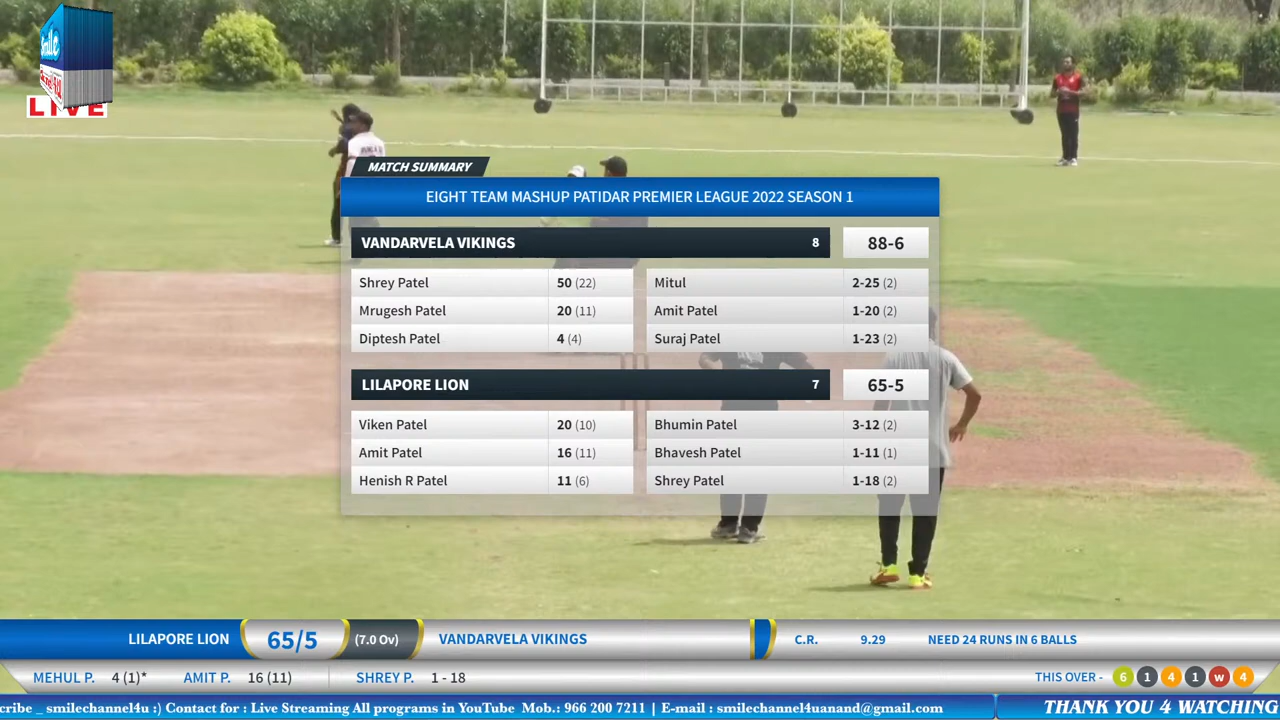 Smile
LIVE
MATCH SUMMARY
EIGHT TEAM MASHUP PATIDAR PREMIER LEAGUE 2022 SEASON 1
VANDARVELA VIKINGS 8 88-6
Shrey Patel 50 (22) Mitul 2-25 (2)
Mrugesh Patel 20 (11) Amit Patel 1-20 (2)
Diptesh Patel 4 (4) Suraj Patel 1-23 (2)
LILAPORE LION 7 65-5
Viken Patel 20 (10) Bhumin Patel 3-12 (2)
Amit Patel 16 (11) Bhavesh Patel 1-11 (1)
Henish R Patel 11 (6) Shrey Patel 1-18 (2)
LILAPORE LION 65/5 (7.0 Ov) VANDARVELA VIKINGS C.R. 9.29 NEED 24 RUNS IN 6 BALLS
MEHUL P. 4 (1)* AMIT P. 16 (11) SHREY P. 1 - 18 THIS OVER - 6 1 4 1 w 4
cribe _ smilechannel4u :) Contact for : Live Streaming All programs in YouTube Mob.: 966 200 7211 | E-mail : smilechannel4uanand@gmail.com THANK YOU 4 WATCHING